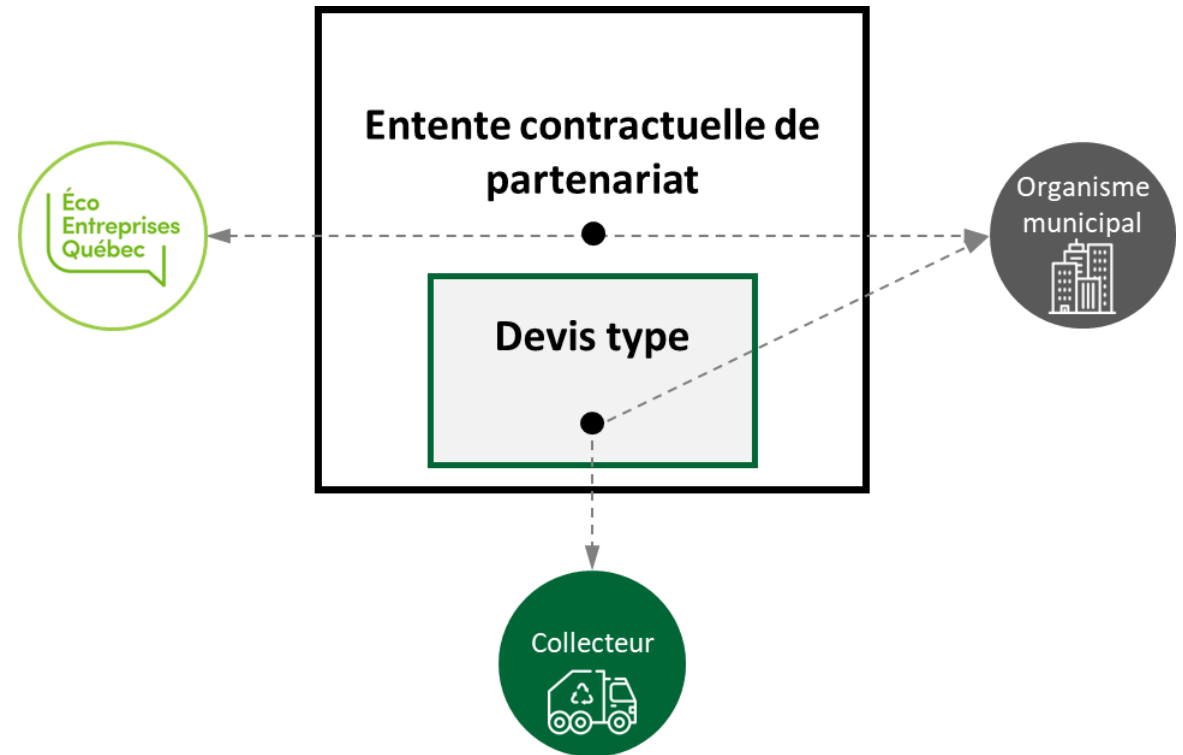 Entente contractuelle de
partenariat
Éco
Entreprises
Québec
Organisme
municipal
Devis type
Collecteur